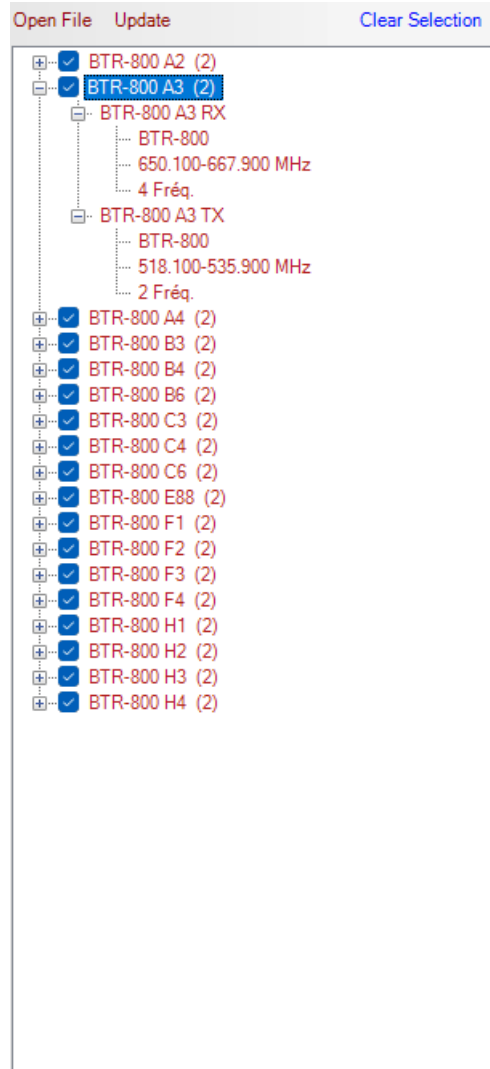 Open File Update Clear Selection
BTR-800 A2 (2)
BTR-800 A3 (2)
BTR-800 A3 RX
BTR-800
650.100-667.900 MHz
4 Fréq.
BTR-800 A3 TX
BTR-800
518.100-535.900 MHz
2 Fréq.
BTR-800 A4 (2)
BTR-800 B3 (2)
BTR-800 B4 (2)
BTR-800 B6 (2)
BTR-800 C3 (2)
BTR-800 C4 (2)
BTR-800 C6 (2)
BTR-800 E88 (2)
BTR-800 F1 (2)
BTR-800 F2 (2)
BTR-800 F3 (2)
BTR-800 F4 (2)
BTR-800 H1 (2)
BTR-800 H2 (2)
BTR-800 H3 (2)
BTR-800 H4 (2)